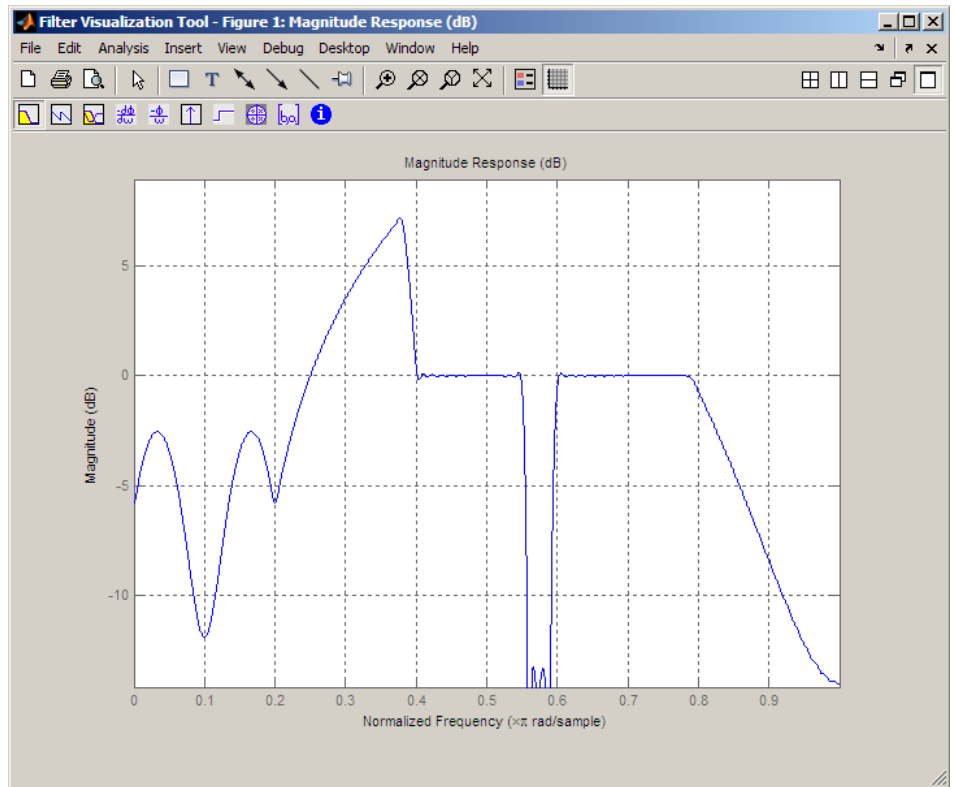 Filter Visualization Tool - Figure 1: Magnitude Response (dB)
File Edit Analysis Insert View Debug Desktop Window Help
Magnitude Response (dB)
5
0
-5
-10
Magnitude (dB)
0 0.1 0.2 0.3 0.4 0.5 0.6 0.7 0.8 0.9
Normalized Frequency (×π rad/sample)